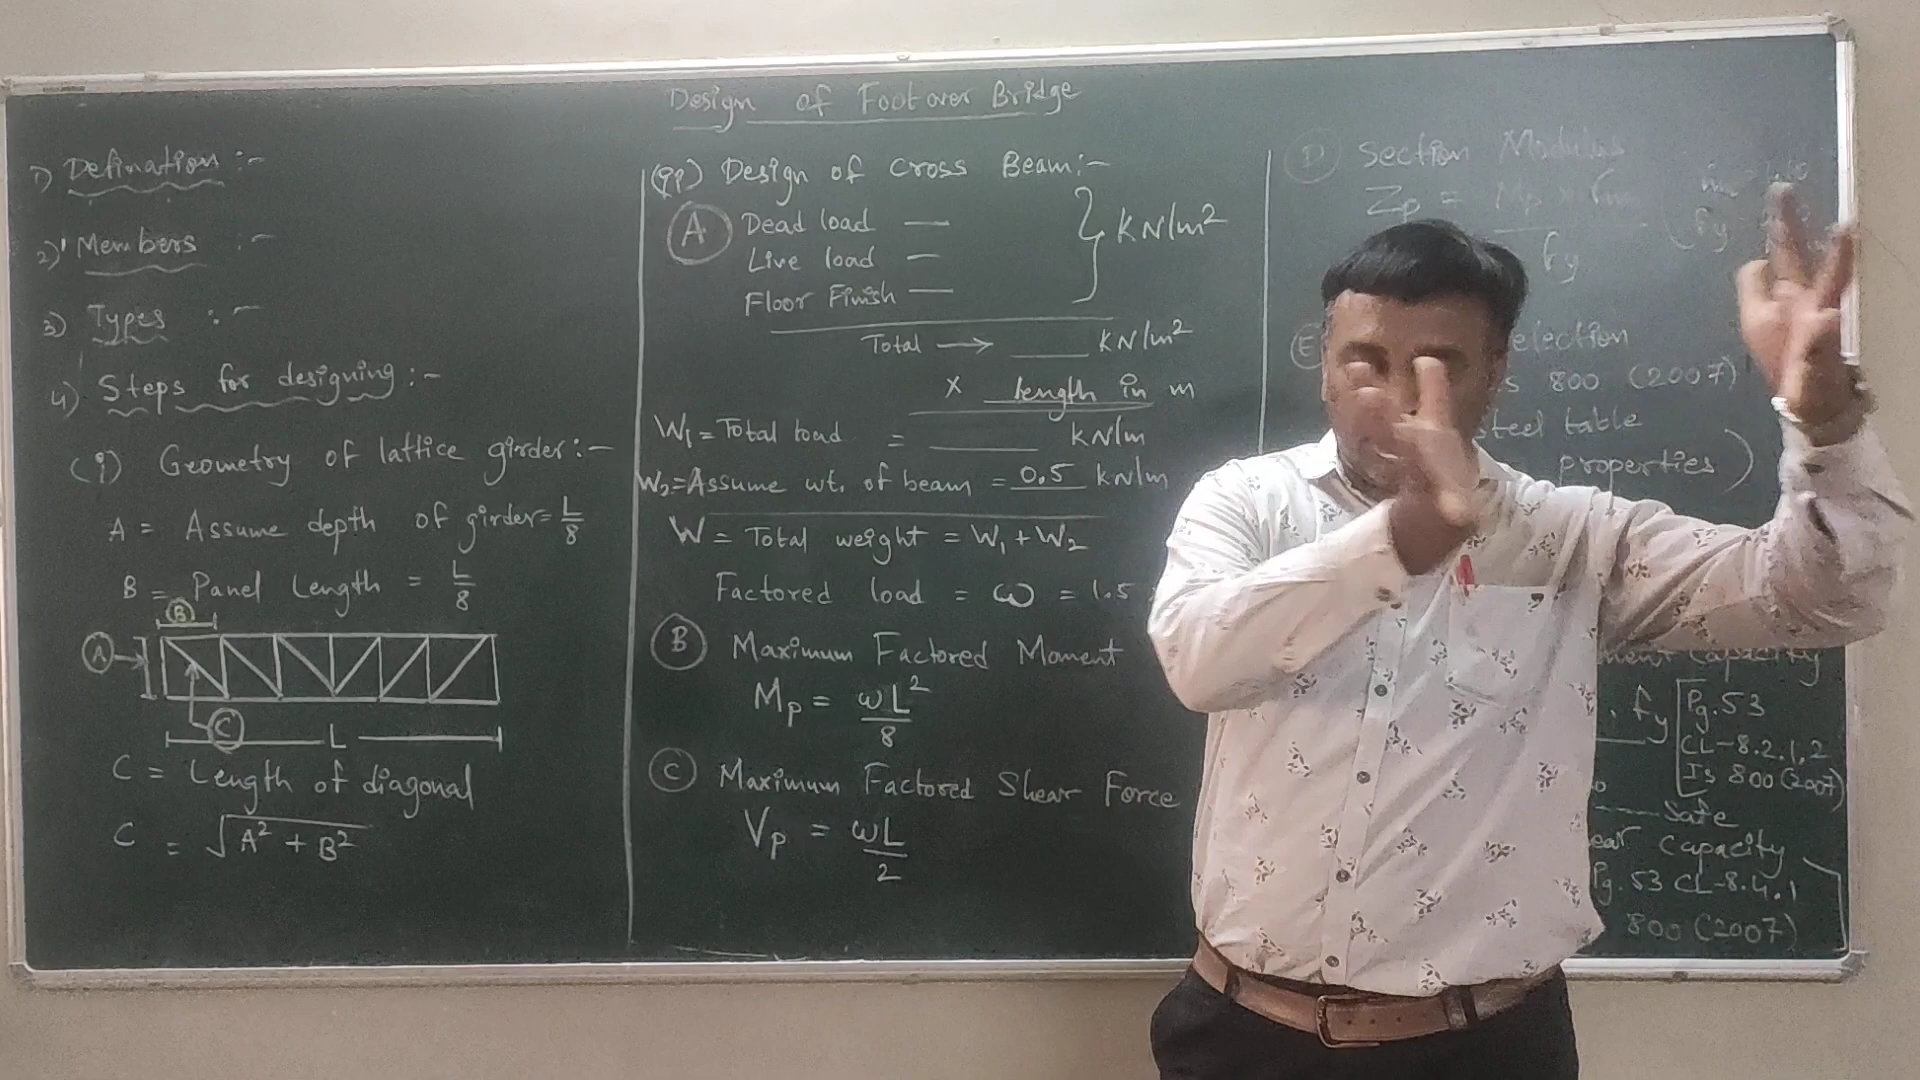 Design of Foot over Bridge
1) Defination :-
2) Members :-
3) Types :-
4) Steps for designing :-
(i) Geometry of lattice girder :-
A = Assume depth of girder = L/8
B = Panel Length = L/8
B
A
C
L
C = Length of diagonal
C = √A² + B²
(ii) Design of Cross Beam :-
A Dead load —
Live load —
Floor Finish —
} KN/m²
Total → ___ KN/m²
x length in m
W₁ = Total load = ___ KN/m
W₂ = Assume wt. of beam = 0.5 KN/m
W = Total weight = W₁ + W₂
Factored load = ω = 1.5
B Maximum Factored Moment
Mp = ωL²/8
C Maximum Factored Shear Force
Vp = ωL/2
D Section Modulus
Zp = Mp x γm / fy
E election
s 800 (2007)
steel table
properties)
ment Capacity
. fy [Pg. 53
CL-8.2.1.2
Is 800 (2007)
---- Safe
ear Capacity
Pg. 53 CL-8.4.1
800 (2007)